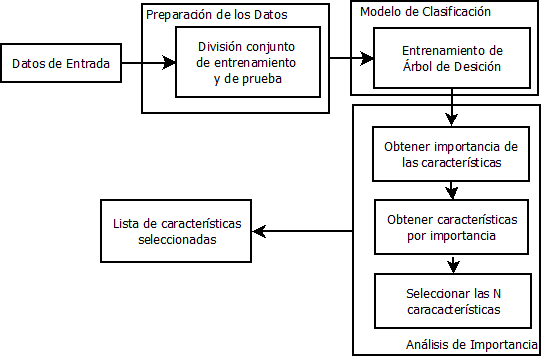 Preparación de los Datos
Modelo de Clasificación
Datos de Entrada
División conjunto
de entrenamiento
y de prueba
Entrenamiento de
Árbol de Desición
Obtener importancia de
las característicias
Obtener características
por importancia
Seleccionar las N
caracacterísticas
Análisis de Importancia
Lista de características
seleccionadas